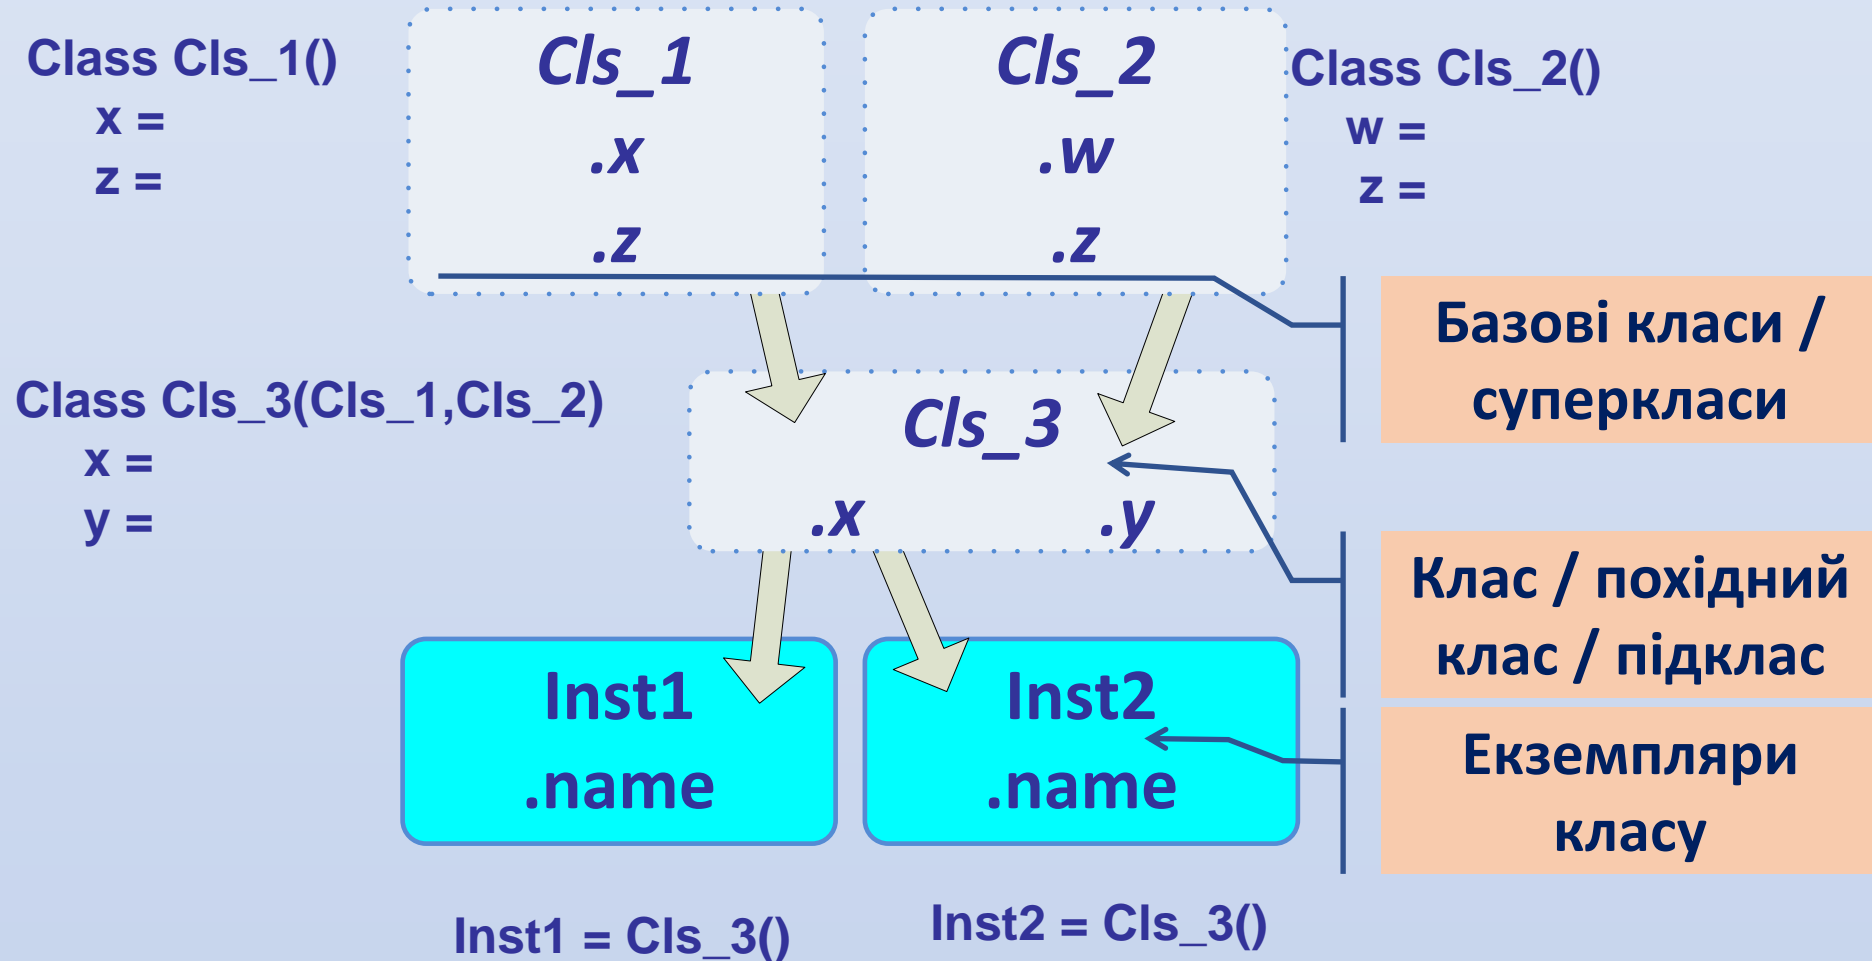 Class Cls_1()
x =
z =
Cls_1
.x
.z
Cls_2
.w
.z
Class Cls_2()
w =
z =
Базові класи /
суперкласи
Class Cls_3(Cls_1,Cls_2)
x =
y =
Cls_3
.x .y
Клас / похідний
клас / підклас
Inst1
.name
Inst2
.name
Екземпляри
класу
Inst1 = Cls_3()
Inst2 = Cls_3()